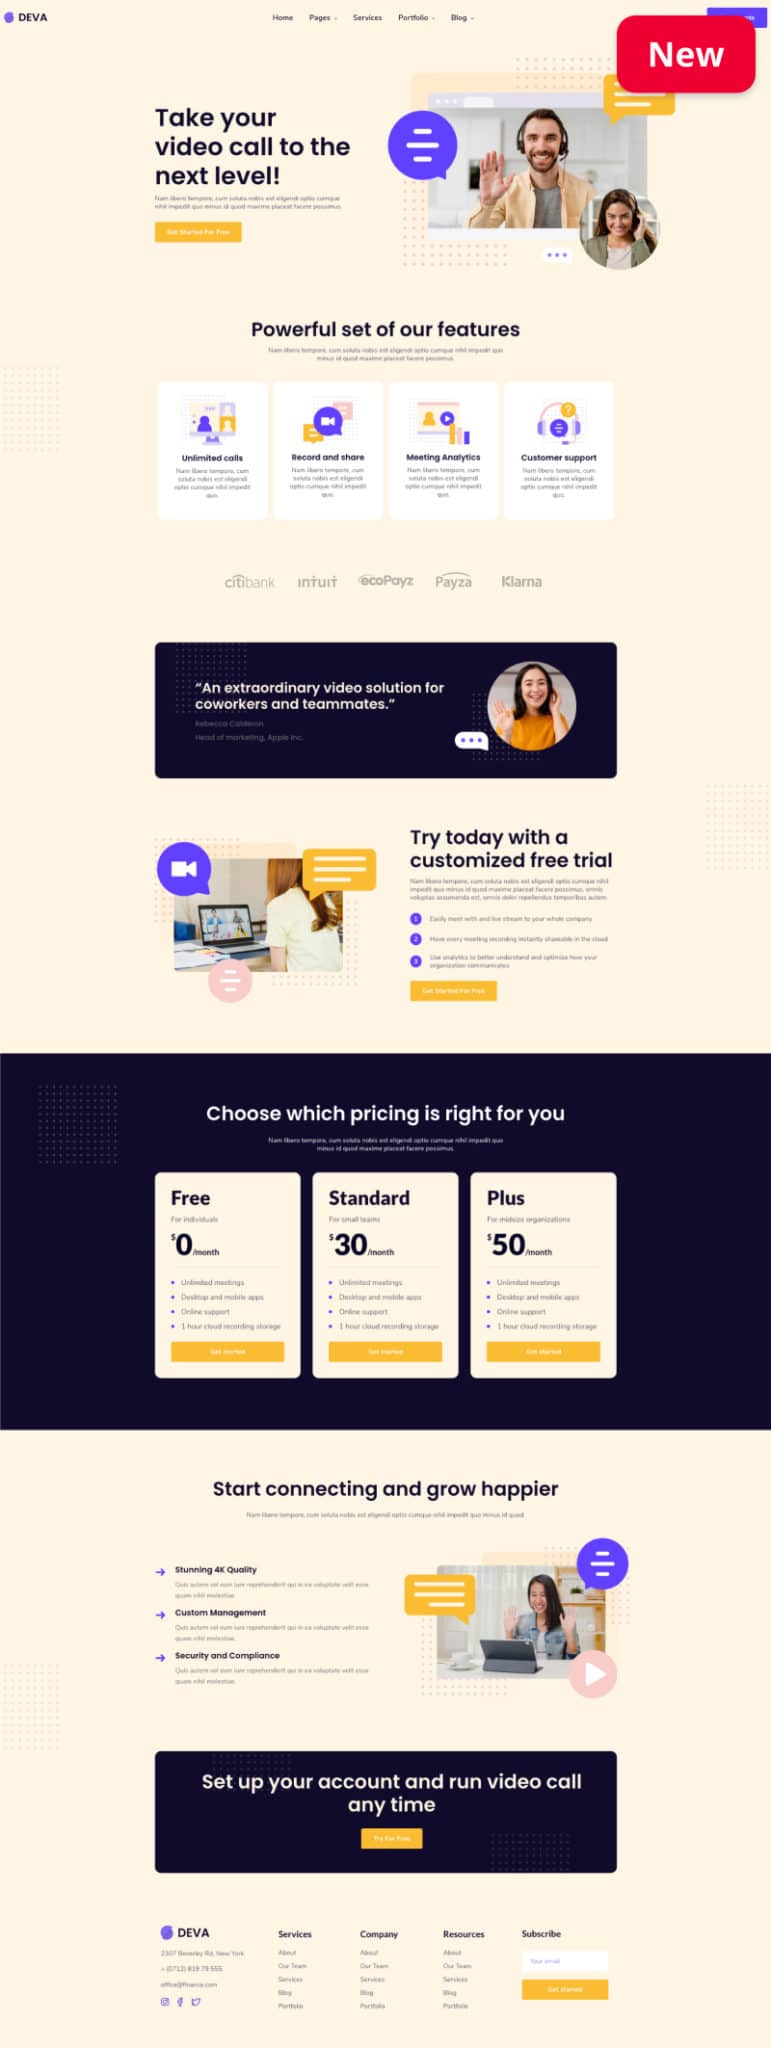 DEVA
Home Pages Services Portfolio Blog
New
Take your
video call to the
next level!
Nam libero tempore, cum soluta nobis est eligendi optio cumque
nihil impedit quo minus id quod maxime placeat facere possimus.
Get Started For Free
Powerful set of our features
Nam libero tempore, cum soluta nobis est eligendi optio cumque nihil impedit quo
minus id quod maxime placeat facere possimus.
Unlimited calls
Nam libero tempore, cum
soluta nobis est eligendi
optio cumque nihil impedit
quo.
Record and share
Nam libero tempore, cum
soluta nobis est eligendi
optio cumque nihil impedit
quo.
Meeting Analytics
Nam libero tempore, cum
soluta nobis est eligendi
optio cumque nihil impedit
quo.
Customer support
Nam libero tempore, cum
soluta nobis est eligendi
optio cumque nihil impedit
quo.
citibank intuit ecoPayz Payza Klarna
“An extraordinary video solution for
coworkers and teammates.”
Rebecca Calderon
Head of marketing, Apple Inc.
Try today with a
customized free trial
Nam libero tempore, cum soluta nobis est eligendi optio cumque nihil
impedit quo minus id quod maxime placeat facere possimus, omnis
voluptas assumenda est, omnis dolor repellendus temporibus autem.
1 Easily meet with and live stream to your whole company
2 Have every meeting recording instantly shareable in the cloud
3 Use analytics to better understand and optimize how your
organization communicates
Get Started For Free
Choose which pricing is right for you
Nam libero tempore, cum soluta nobis est eligendi optio cumque nihil impedit quo
minus id quod maxime placeat facere possimus.
Free
For individuals
$0/month
Unlimited meetings
Desktop and mobile apps
Online support
1 hour cloud recording storage
Get started
Standard
For small teams
$30/month
Unlimited meetings
Desktop and mobile apps
Online support
1 hour cloud recording storage
Get started
Plus
For midsize organizations
$50/month
Unlimited meetings
Desktop and mobile apps
Online support
1 hour cloud recording storage
Get started
Start connecting and grow happier
Nam libero tempore, cum soluta nobis est eligendi optio cumque nihil impedit quo minus id quod
Stunning 4K Quality
Quis autem vel eum iure reprehenderit qui in ea voluptate velit esse
quam nihil molestiae.
Custom Management
Quis autem vel eum iure reprehenderit qui in ea voluptate velit esse
quam nihil molestiae.
Security and Compliance
Quis autem vel eum iure reprehenderit qui in ea voluptate velit esse
quam nihil molestiae.
Set up your account and run video call
any time
Try For Free
DEVA
2307 Beverley Rd, New York
+ (0712) 819 79 555
office@finance.com
Services
About
Our Team
Services
Blog
Portfolio
Company
About
Our Team
Services
Blog
Portfolio
Resources
About
Our Team
Services
Blog
Portfolio
Subscribe
Your email
Get started